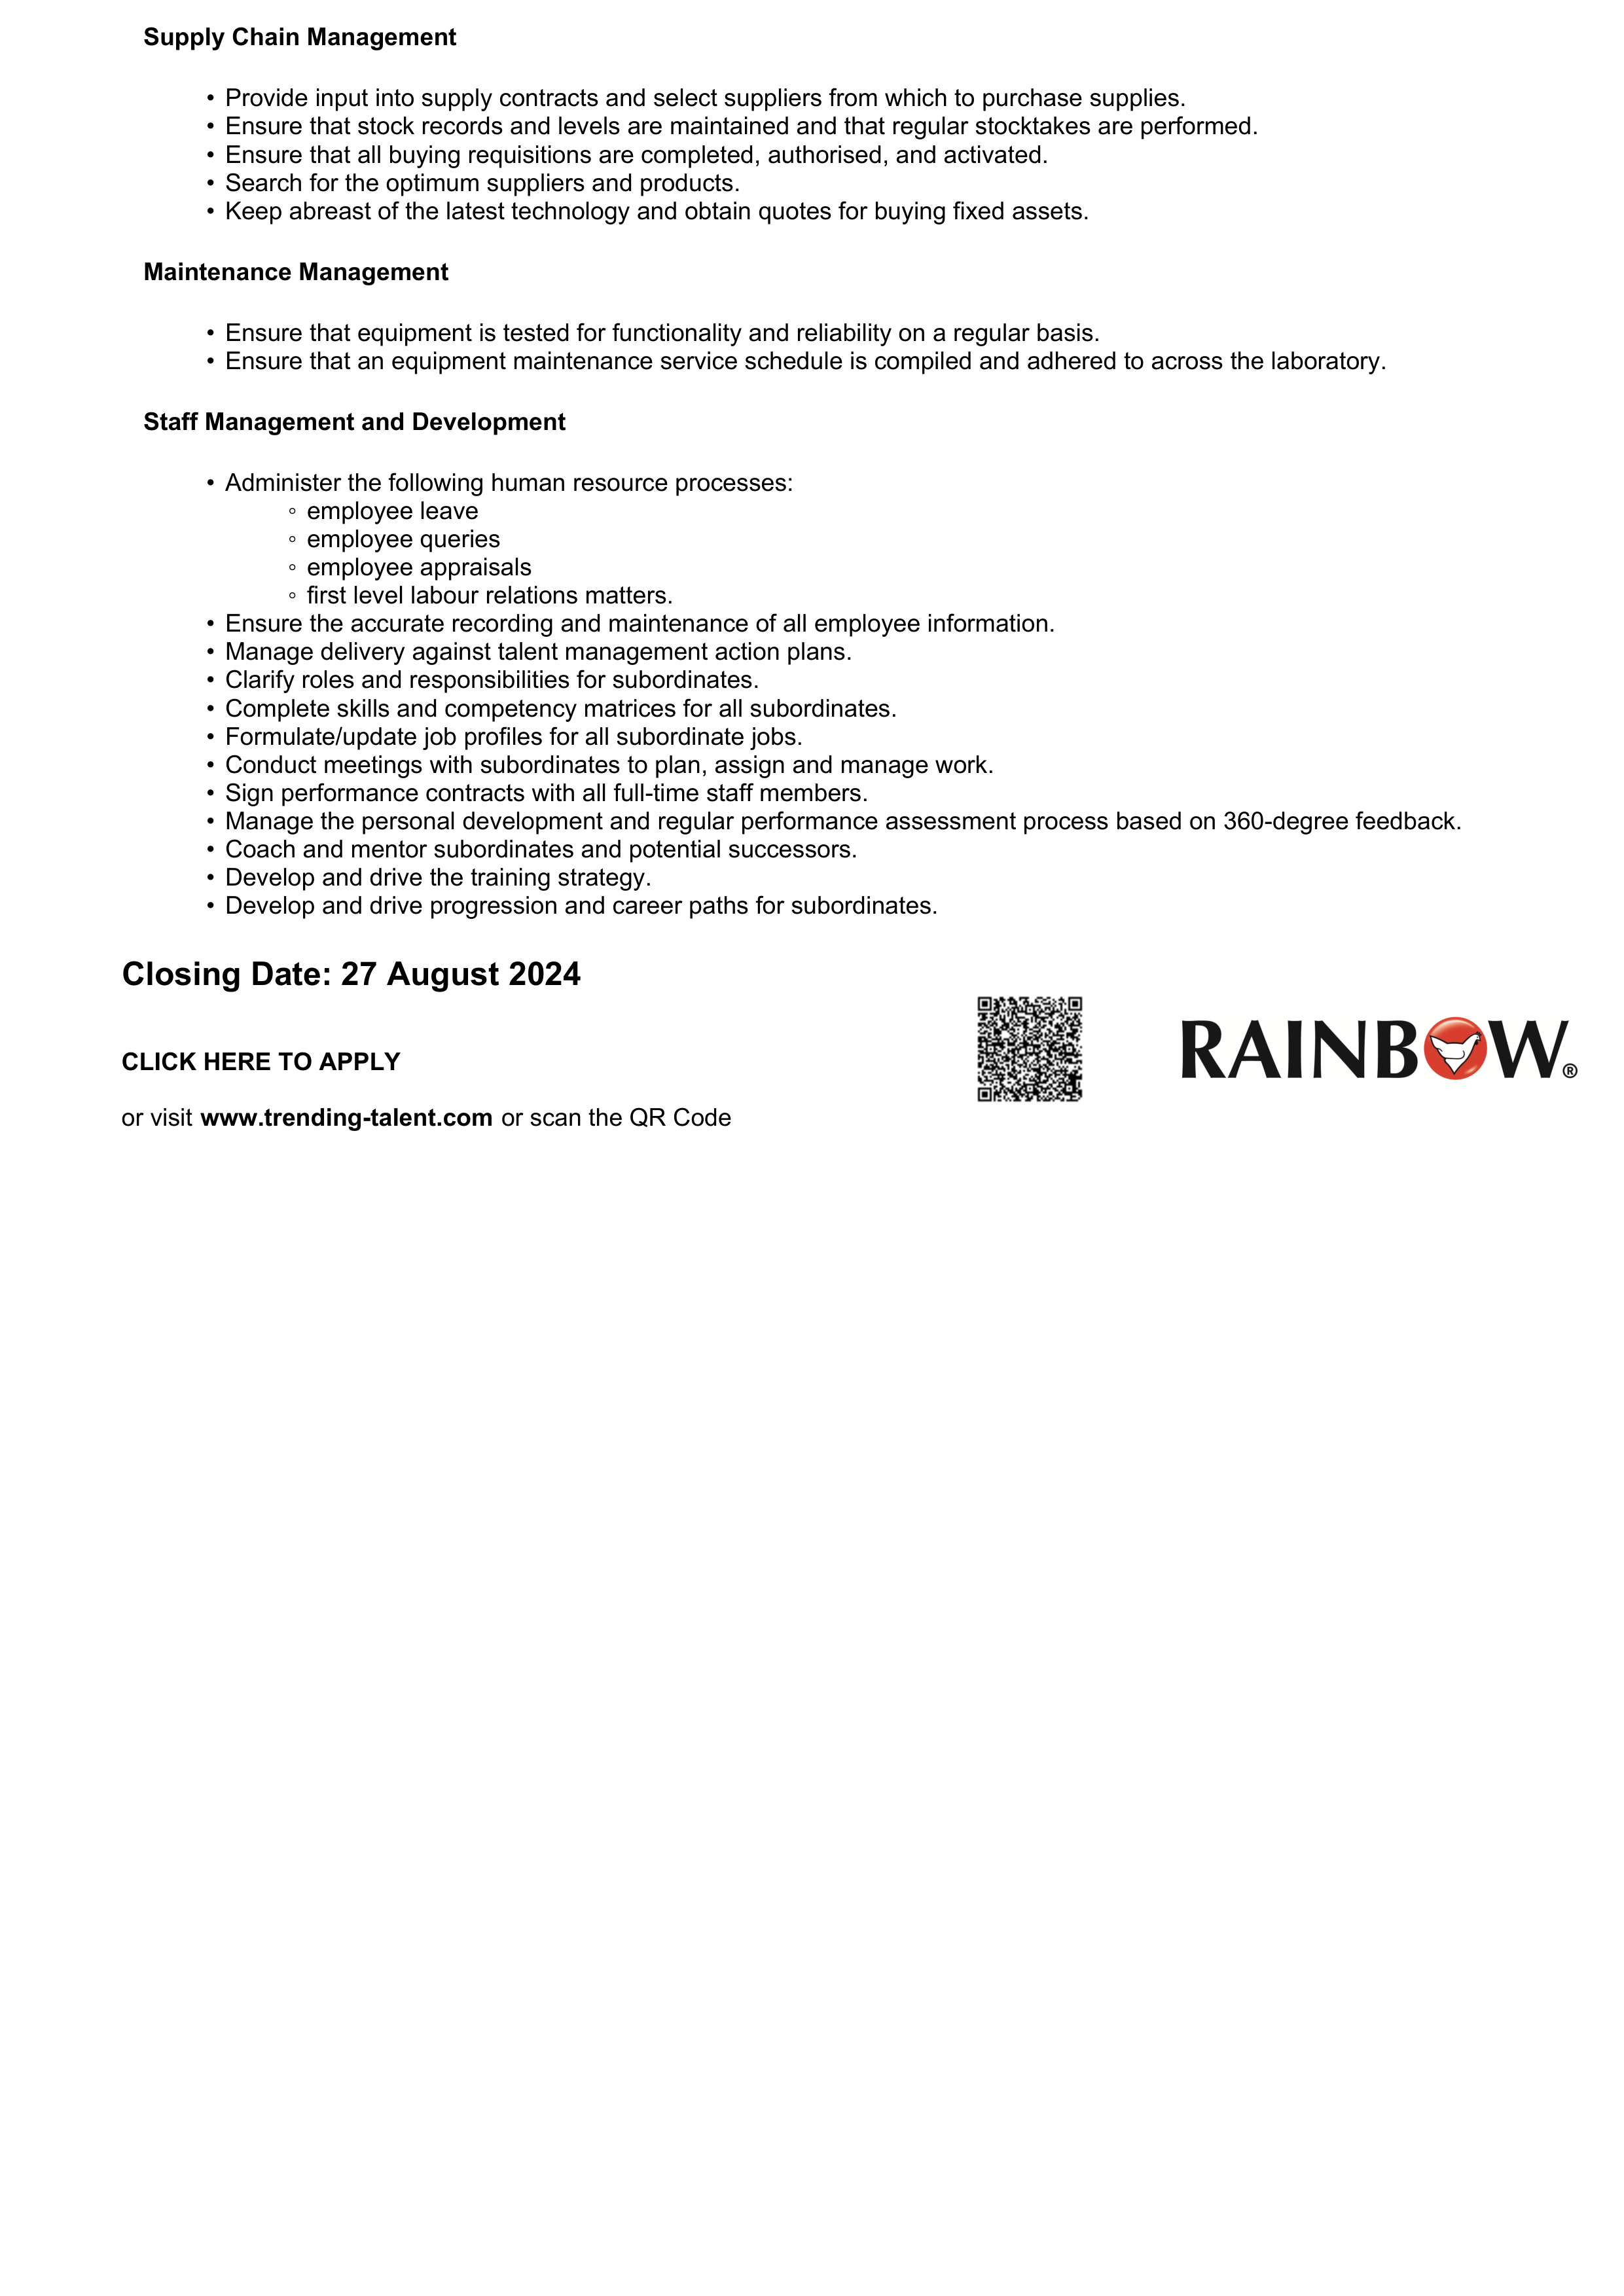 Supply Chain Management
• Provide input into supply contracts and select suppliers from which to purchase supplies.
• Ensure that stock records and levels are maintained and that regular stocktakes are performed.
• Ensure that all buying requisitions are completed, authorised, and activated.
• Search for the optimum suppliers and products.
• Keep abreast of the latest technology and obtain quotes for buying fixed assets.
Maintenance Management
• Ensure that equipment is tested for functionality and reliability on a regular basis.
• Ensure that an equipment maintenance service schedule is compiled and adhered to across the laboratory.
Staff Management and Development
• Administer the following human resource processes:
◦ employee leave
◦ employee queries
◦ employee appraisals
◦ first level labour relations matters.
• Ensure the accurate recording and maintenance of all employee information.
• Manage delivery against talent management action plans.
• Clarify roles and responsibilities for subordinates.
• Complete skills and competency matrices for all subordinates.
• Formulate/update job profiles for all subordinate jobs.
• Conduct meetings with subordinates to plan, assign and manage work.
• Sign performance contracts with all full-time staff members.
• Manage the personal development and regular performance assessment process based on 360-degree feedback.
• Coach and mentor subordinates and potential successors.
• Develop and drive the training strategy.
• Develop and drive progression and career paths for subordinates.
Closing Date: 27 August 2024
CLICK HERE TO APPLY
or visit www.trending-talent.com or scan the QR Code
RAINBOW®